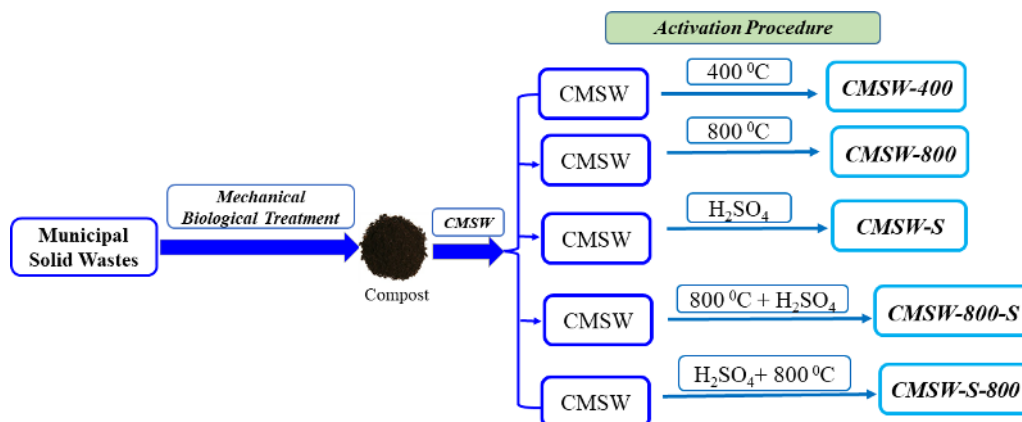 Activation Procedure
CMSW
400 ⁰C
CMSW-400
CMSW
800 ⁰C
CMSW-800
Mechanical
Biological Treatment
CMSW
Municipal
Solid Wastes
Compost
CMSW
H₂SO₄
CMSW-S
CMSW
800 ⁰C + H₂SO₄
CMSW-800-S
CMSW
H₂SO₄+ 800 ⁰C
CMSW-S-800